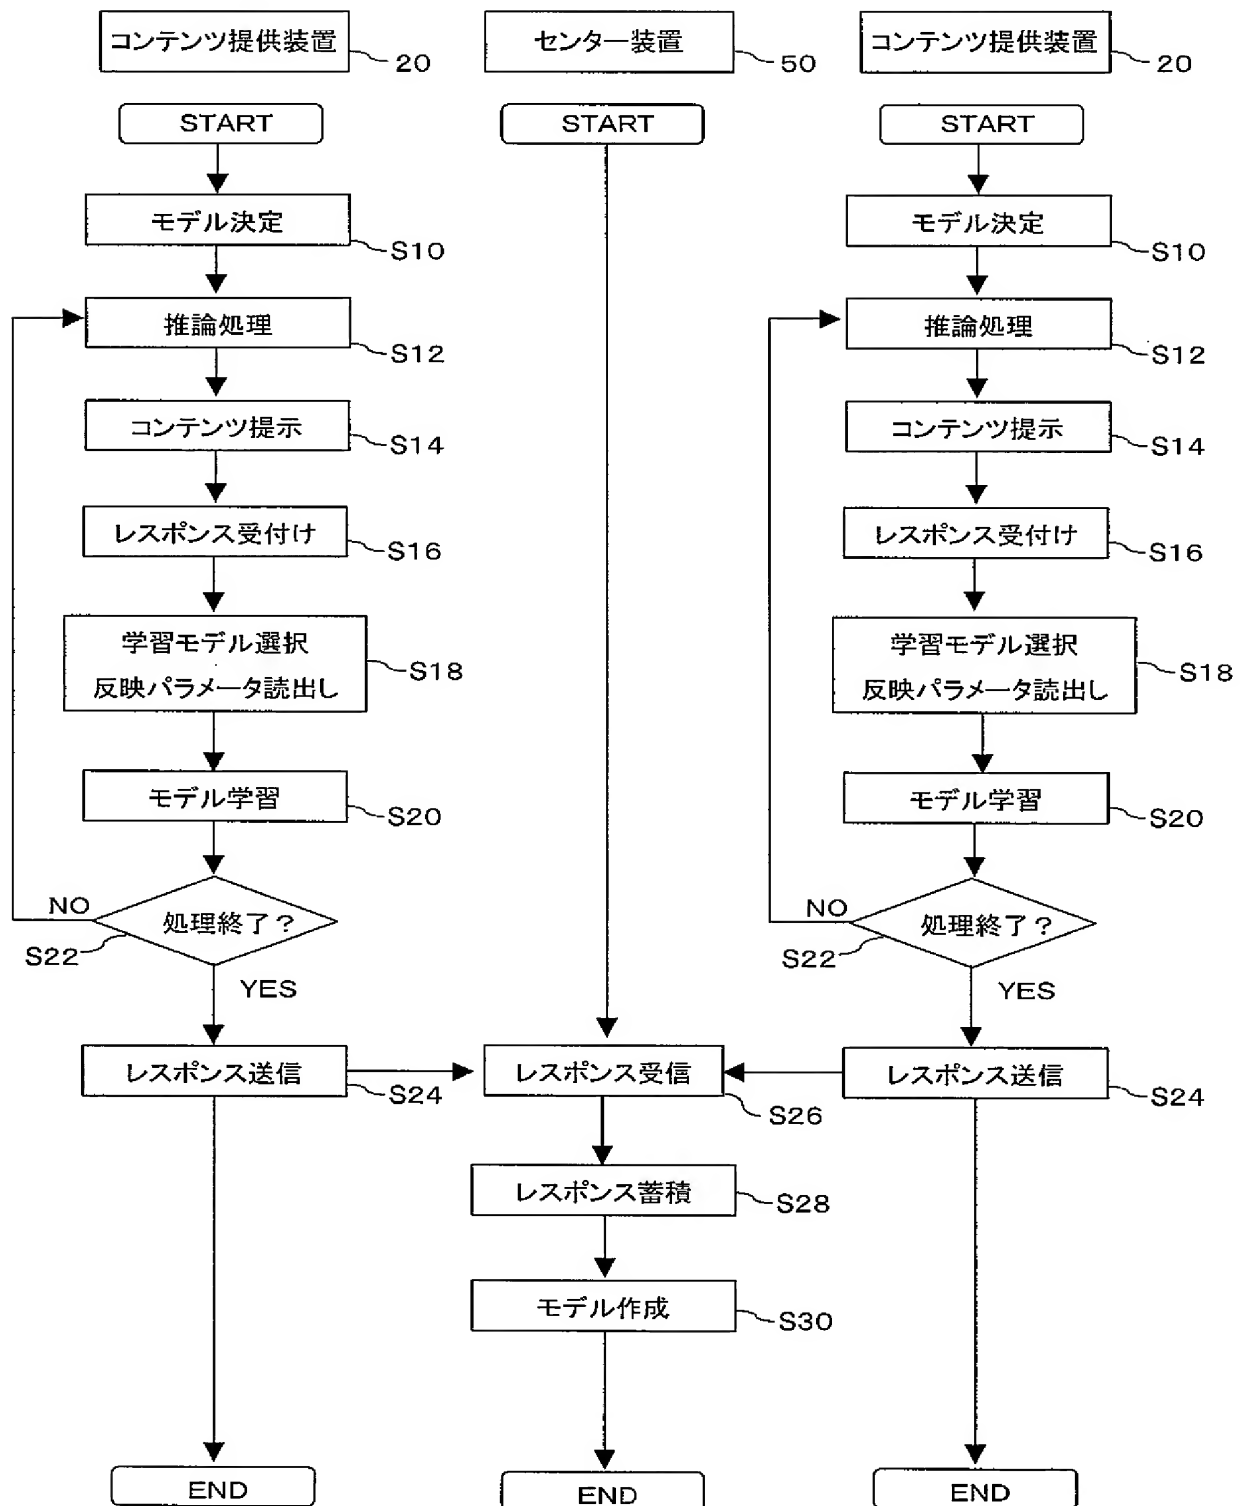 コンテンツ提供装置
20
センター装置
50
コンテンツ提供装置
20
START
START
START
モデル決定
S10
モデル決定
S10
推論処理
S12
推論処理
S12
コンテンツ提示
S14
コンテンツ提示
S14
レスポンス受付け
S16
レスポンス受付け
S16
学習モデル選択
反映パラメータ読出し
S18
学習モデル選択
反映パラメータ読出し
S18
モデル学習
S20
モデル学習
S20
処理終了？
NO
S22
YES
処理終了？
NO
S22
YES
レスポンス送信
S24
レスポンス受信
S26
レスポンス送信
S24
レスポンス蓄積
S28
モデル作成
S30
END
END
END